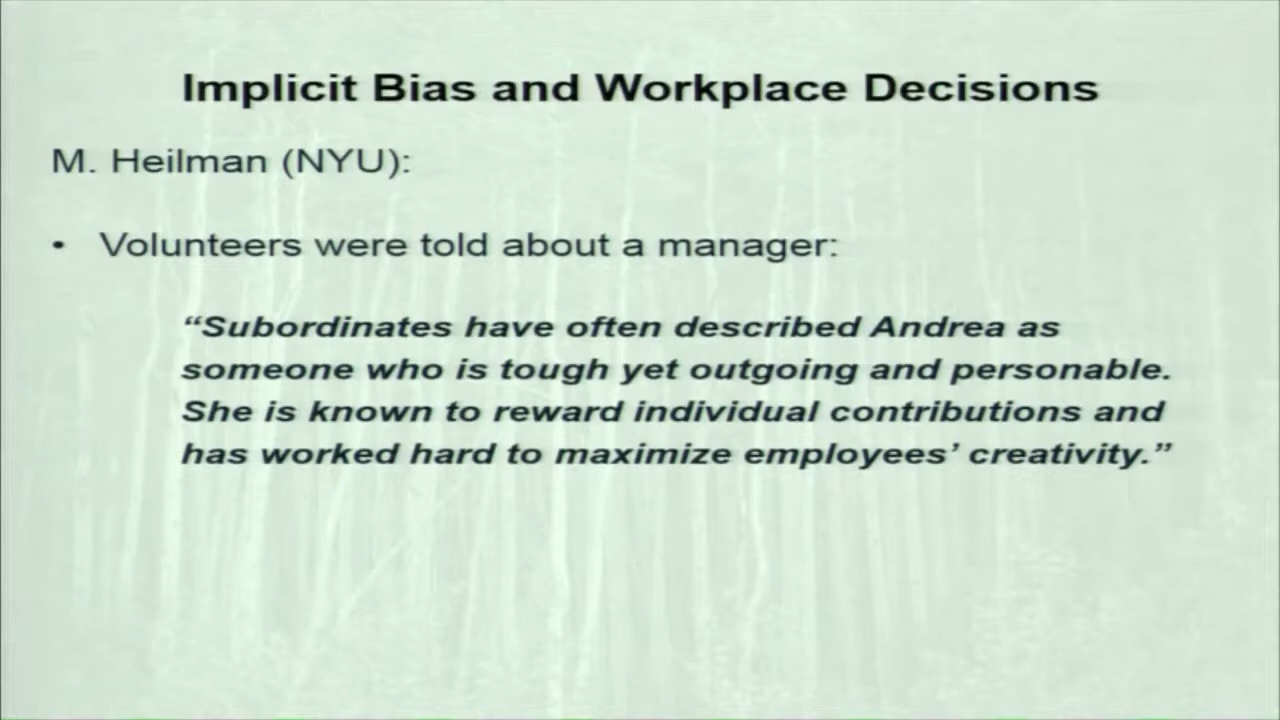 Implicit Bias and Workplace Decisions
M. Heilman (NYU):
• Volunteers were told about a manager:
“Subordinates have often described Andrea as
someone who is tough yet outgoing and personable.
She is known to reward individual contributions and
has worked hard to maximize employees’ creativity.”